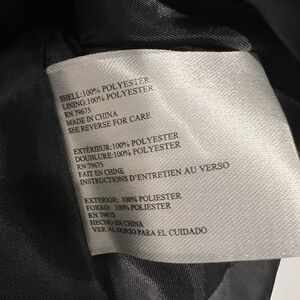 SHELL:100% POLYESTER
LINING:100% POLYESTER
RN 79675
MADE IN CHINA
SEE REVERSE FOR CARE
EXTÉRIEUR:100% POLYESTER
DOUBLURE:100% POLYESTER
RN 79675
FAIT EN CHINE
INSTRUCTIONS D'ENTRETIEN AU VERSO
EXTERIOR: 100% POLIESTER
FORRO: 100% POLIESTER
RN 79675
HECHO EN CHINA
VER AL DORSO PARA EL CUIDADO